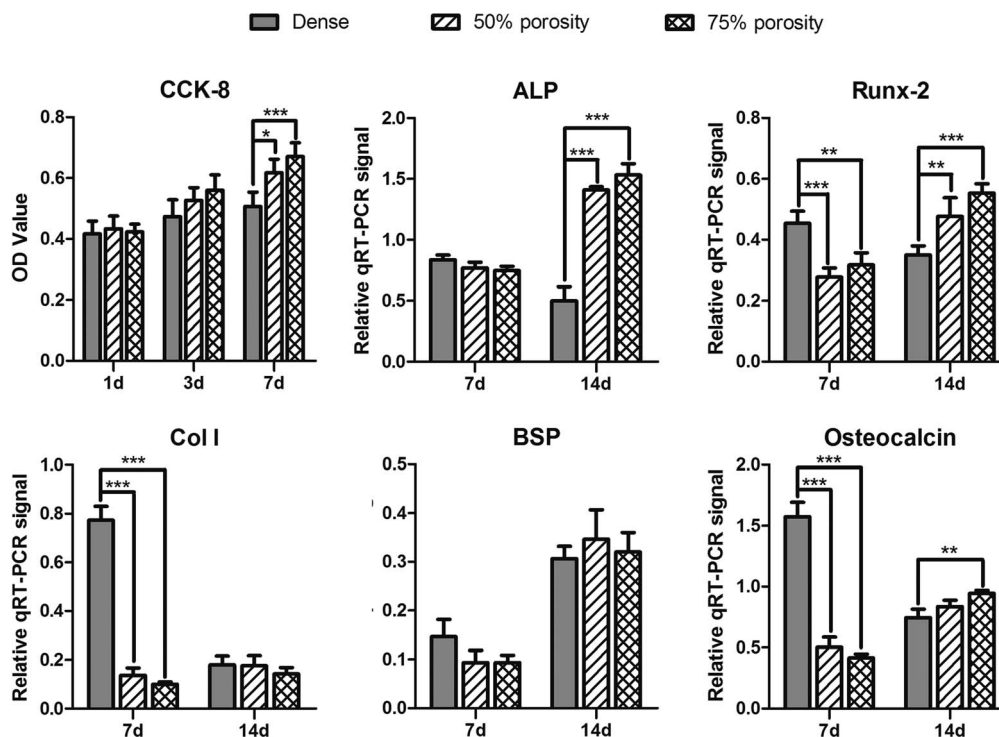 Dense 50% porosity 75% porosity
CCK-8
OD Value
0.8
0.6
0.4
0.2
0.0
***
*
1d 3d 7d
ALP
Relative qRT-PCR signal
2.0
1.5
1.0
0.5
0.0
***
***
7d 14d
Runx-2
Relative qRT-PCR signal
0.8
0.6
0.4
0.2
0.0
**
***
***
**
7d 14d
Col I
Relative qRT-PCR signal
1.0
0.8
0.6
0.4
0.2
0.0
***
***
7d 14d
BSP
0.5
0.4
0.3
0.2
0.1
0.0
7d 14d
Osteocalcin
Relative qRT-PCR signal
2.0
1.5
1.0
0.5
0.0
***
***
**
7d 14d